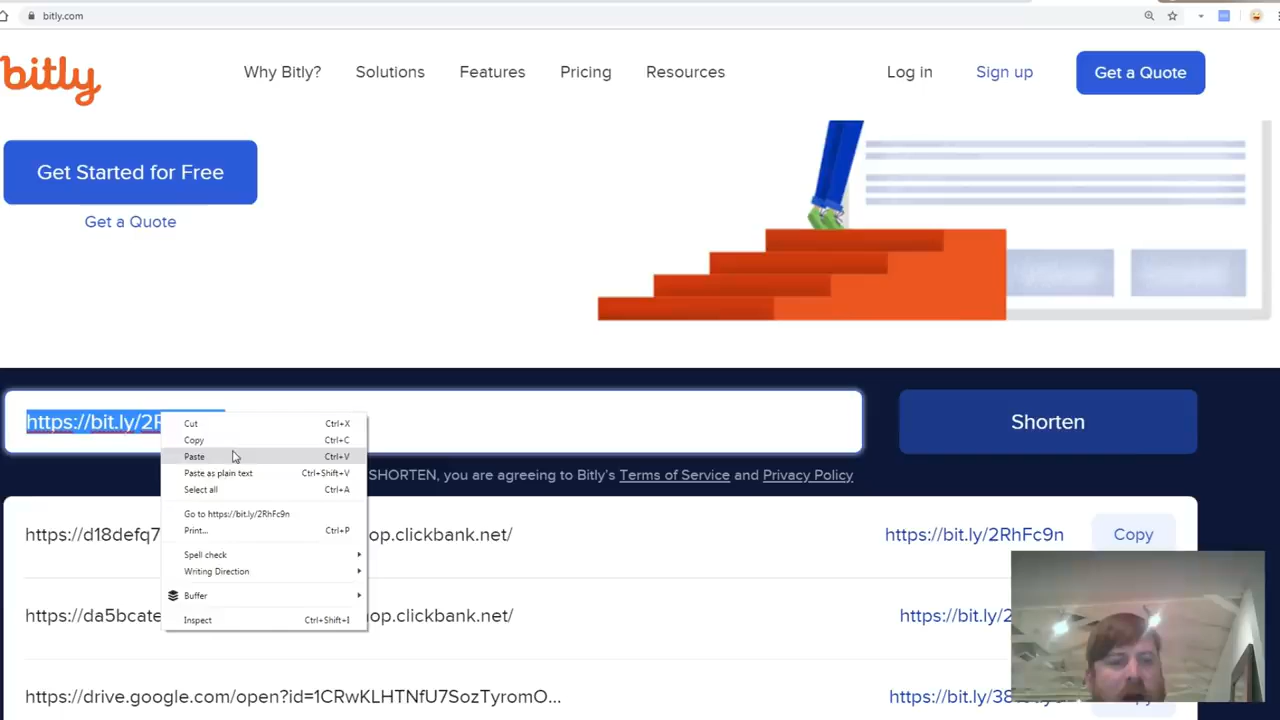 bitly.com
bitly
Why Bitly?
Solutions
Features
Pricing
Resources
Log in
Sign up
Get a Quote
Get Started for Free
Get a Quote
https://bit.ly/2R
Shorten
Cut Ctrl+X
Copy Ctrl+C
Paste Ctrl+V
Paste as plain text Ctrl+Shift+V
Select all Ctrl+A
Go to https://bit.ly/2RhFc9n
Print... Ctrl+P
Spell check
Writing Direction
Buffer
Inspect Ctrl+Shift+I
SHORTEN, you are agreeing to Bitly's Terms of Service and Privacy Policy
https://d18defq7 op.clickbank.net/ https://bit.ly/2RhFc9n Copy
https://da5bcate op.clickbank.net/ https://bit.ly/2
https://drive.google.com/open?id=1CRwKLHTNfU7SozTyromO... https://bit.ly/38